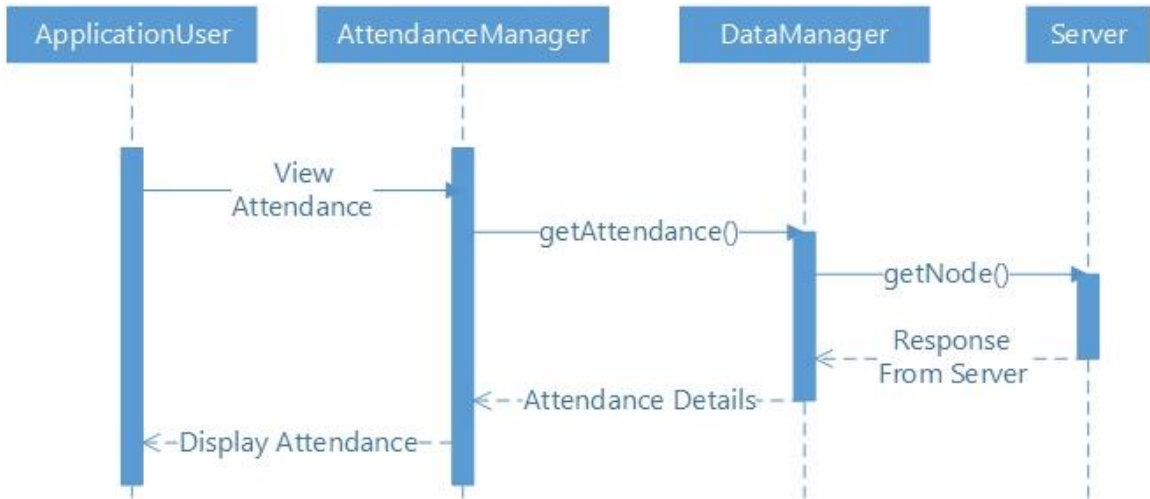 ApplicationUser
AttendanceManager
DataManager
Server
View
Attendance
getAttendance()
getNode()
Response
From Server
Attendance Details
Display Attendance